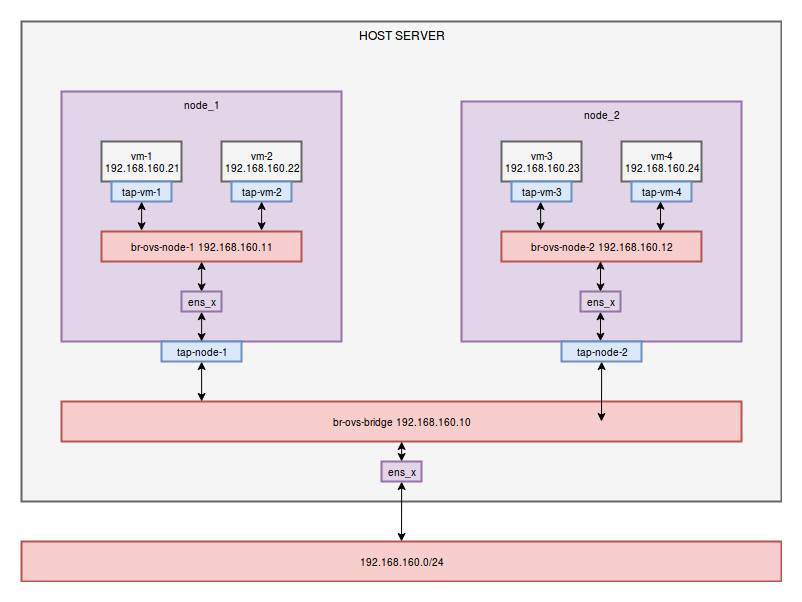 HOST SERVER
node_1
vm-1
192.168.160.21
tap-vm-1
vm-2
192.168.160.22
tap-vm-2
br-ovs-node-1 192.168.160.11
ens_x
tap-node-1
node_2
vm-3
192.168.160.23
tap-vm-3
vm-4
192.168.160.24
tap-vm-4
br-ovs-node-2 192.168.160.12
ens_x
tap-node-2
br-ovs-bridge 192.168.160.10
ens_x
192.168.160.0/24